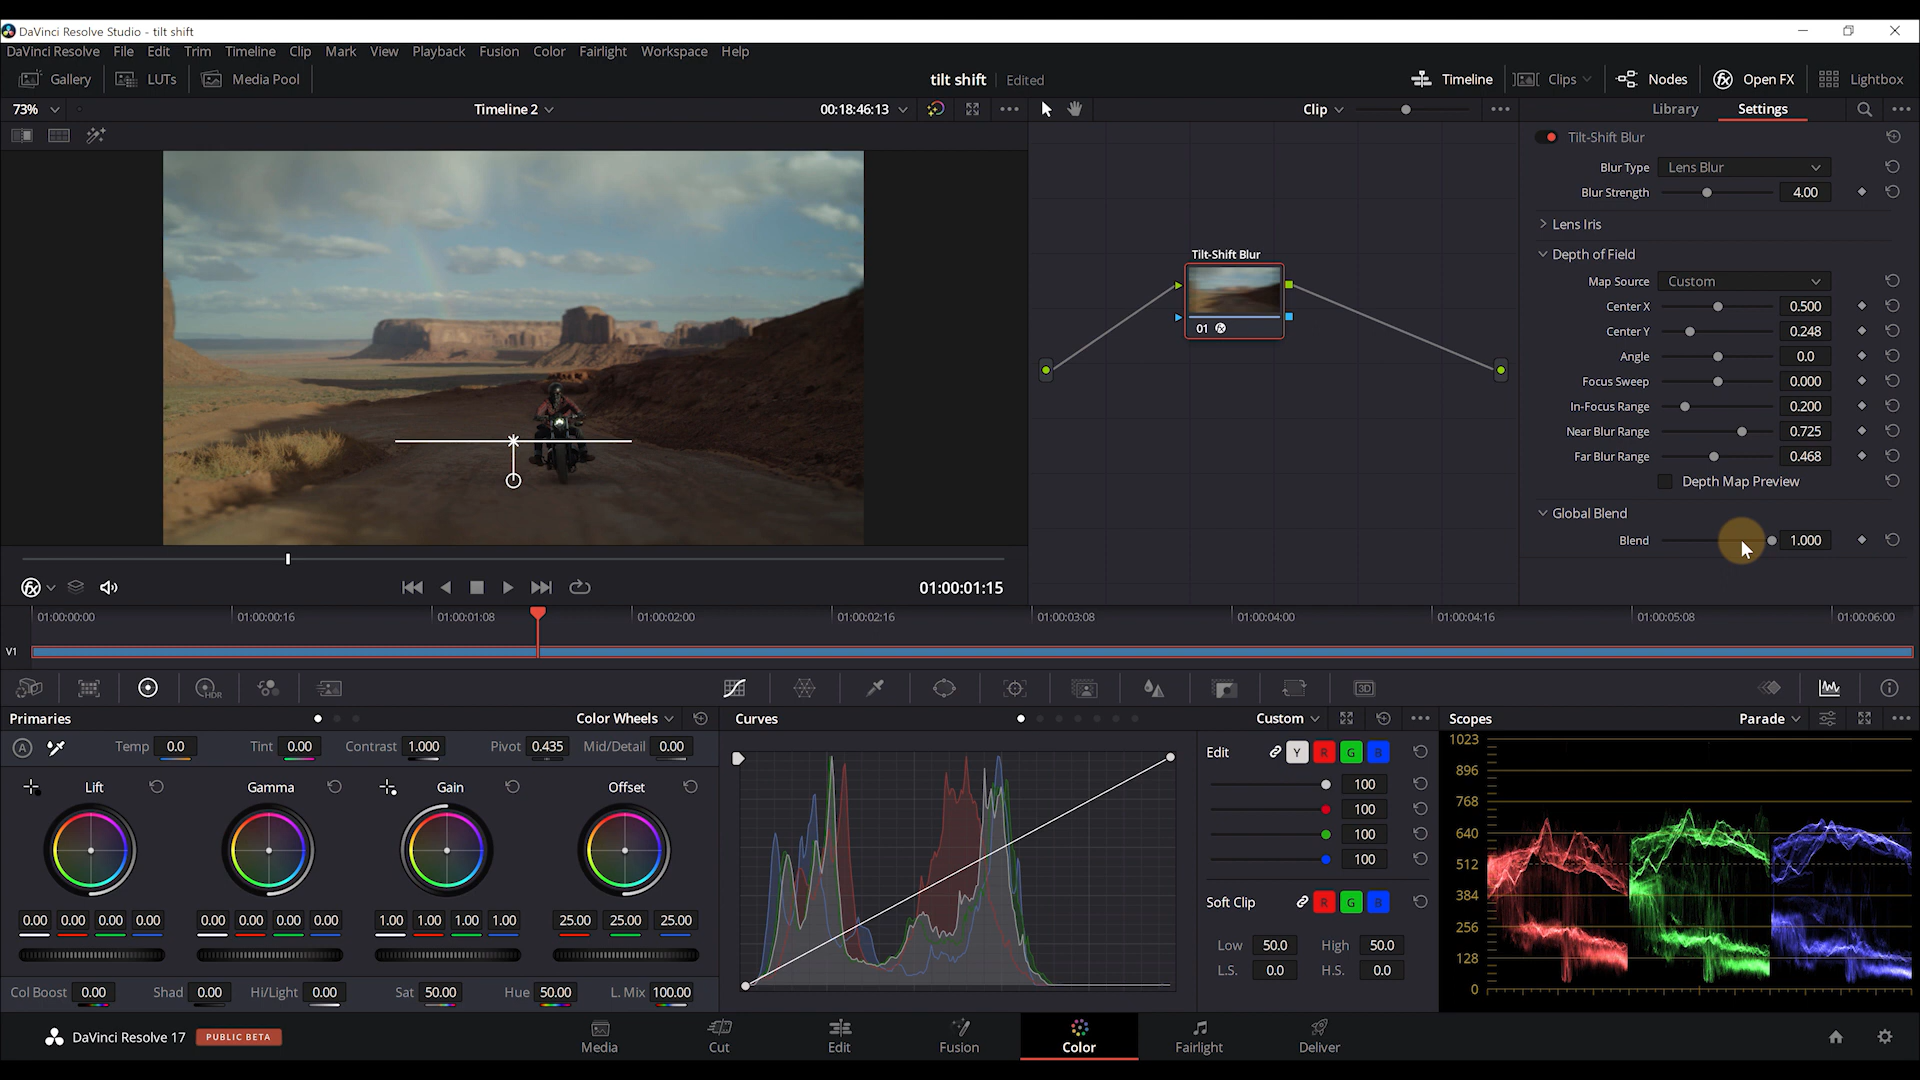 DaVinci Resolve Studio - tilt shift
DaVinci Resolve File Edit Trim Timeline Clip Mark View Playback Fusion Color Fairlight Workspace Help
Gallery LUTs Media Pool tilt shift Edited Timeline Clips Nodes Open FX Lightbox
73% Timeline 2 00:18:46:13 Clip Library Settings
Tilt-Shift Blur
Blur Type Lens Blur
Blur Strength 4.00
Lens Iris
Depth of Field
Map Source Custom
Center X 0.500
Center Y 0.248
Angle 0.0
Focus Sweep 0.000
In-Focus Range 0.200
Near Blur Range 0.725
Far Blur Range 0.468
Depth Map Preview
Global Blend
Blend 1.000
Tilt-Shift Blur
01
01:00:01:15
01:00:00:00 01:00:00:16 01:00:01:08 01:00:02:00 01:00:02:16 01:00:03:08 01:00:04:00 01:00:04:16 01:00:05:08 01:00:06:00
V1
HDR 3D
Primaries Color Wheels Curves Custom Scopes Parade
A Temp 0.0 Tint 0.00 Contrast 1.000 Pivot 0.435 Mid/Detail 0.00
Lift Gamma Gain Offset
0.00 0.00 0.00 0.00 0.00 0.00 0.00 0.00 1.00 1.00 1.00 1.00 25.00 25.00 25.00
Col Boost 0.00 Shad 0.00 Hi/Light 0.00 Sat 50.00 Hue 50.00 L. Mix 100.00
Edit Y R G B
100
100
100
100
Soft Clip R G B
Low 50.0 High 50.0
L.S. 0.0 H.S. 0.0
1023
896
768
640
512
384
256
128
0
DaVinci Resolve 17 PUBLIC BETA Media Cut Edit Fusion Color Fairlight Deliver